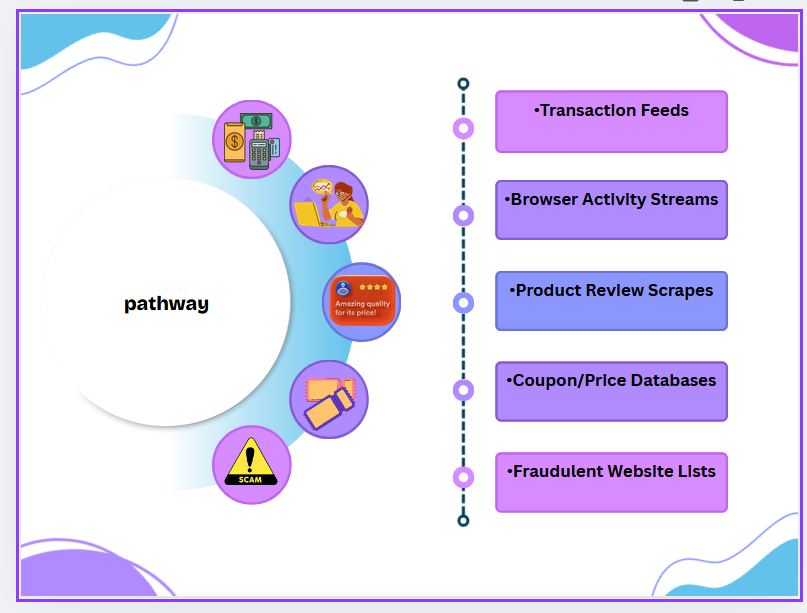 pathway
Amazing quality
for its price!
SCAM
•Transaction Feeds
•Browser Activity Streams
•Product Review Scrapes
•Coupon/Price Databases
•Fraudulent Website LIsts